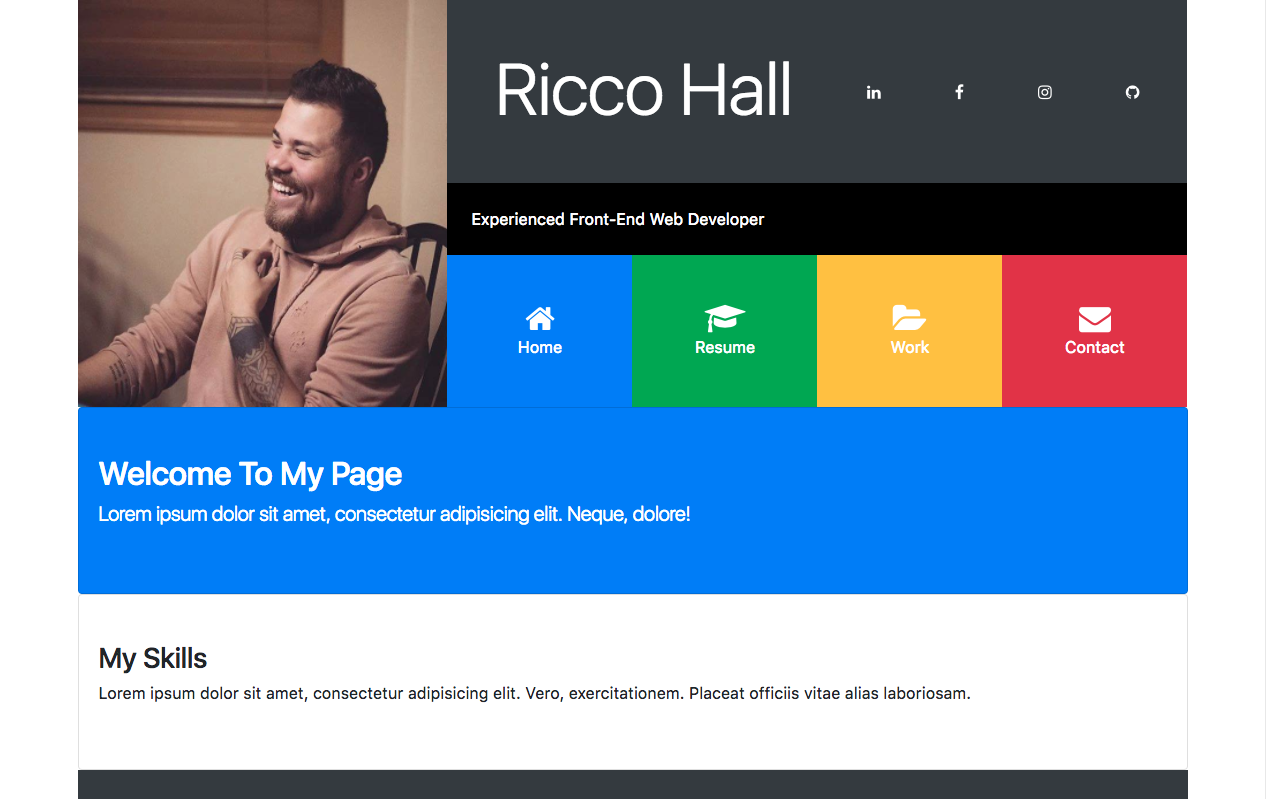 Ricco Hall
in
f
Experienced Front-End Web Developer
Home
Resume
Work
Contact
Welcome To My Page
Lorem ipsum dolor sit amet, consectetur adipisicing elit. Neque, dolore!
My Skills
Lorem ipsum dolor sit amet, consectetur adipisicing elit. Vero, exercitationem. Placeat officiis vitae alias laboriosam.